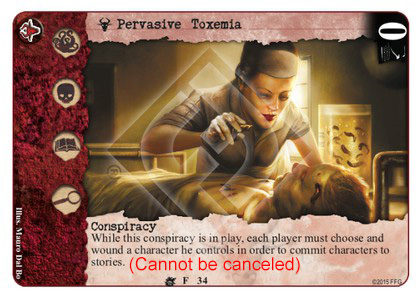 Pervasive Toxemia
0
Conspiracy
While this conspiracy is in play, each player must choose and
wound a character he controls in order to commit characters to
stories. (Cannot be canceled)
F 34
©2015 FFG
Illus. Mauro Dal Bo